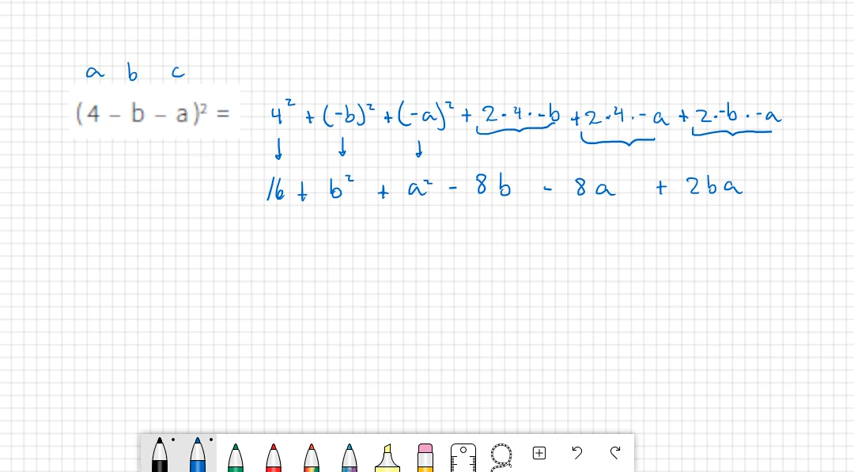 a b c
(4 - b - a)² = 4² + (-b)² + (-a)² + 2·4·-b + 2·4·-a + 2·-b·-a
↓ ↓ ↓
16 + b² + a² - 8b - 8a + 2ba